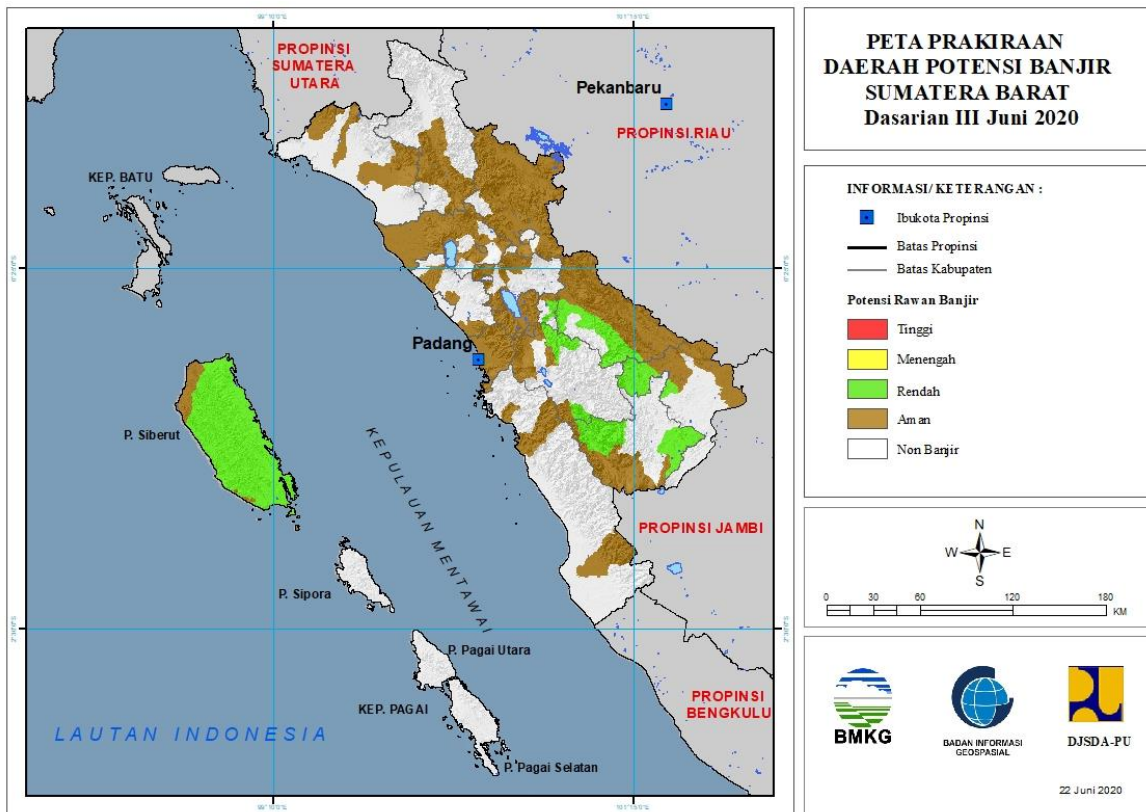 PROPINSI
SUMATERA
UTARA
Pekanbaru
PROPINSI RIAU
KEP. BATU
Padang
P. Siberut
KEPULAUAN MENTAWAI
PROPINSI JAMBI
P. Sipora
P. Pagai Utara
KEP. PAGAI
PROPINSI
BENGKULU
LAUTAN INDONESIA
P. Pagai Selatan
PETA PRAKIRAAN
DAERAH POTENSI BANJIR
SUMATERA BARAT
Dasarian III Juni 2020
INFORMASI/ KETERANGAN :
Ibukota Propinsi
Batas Propinsi
Batas Kabupaten
Potensi Rawan Banjir
Tinggi
Menengah
Rendah
Aman
Non Banjir
N
W E
S
0 30 60 120 180
KM
BMKG
BADAN INFORMASI
GEOSPASIAL
DJSDA-PU
22 Juni 2020